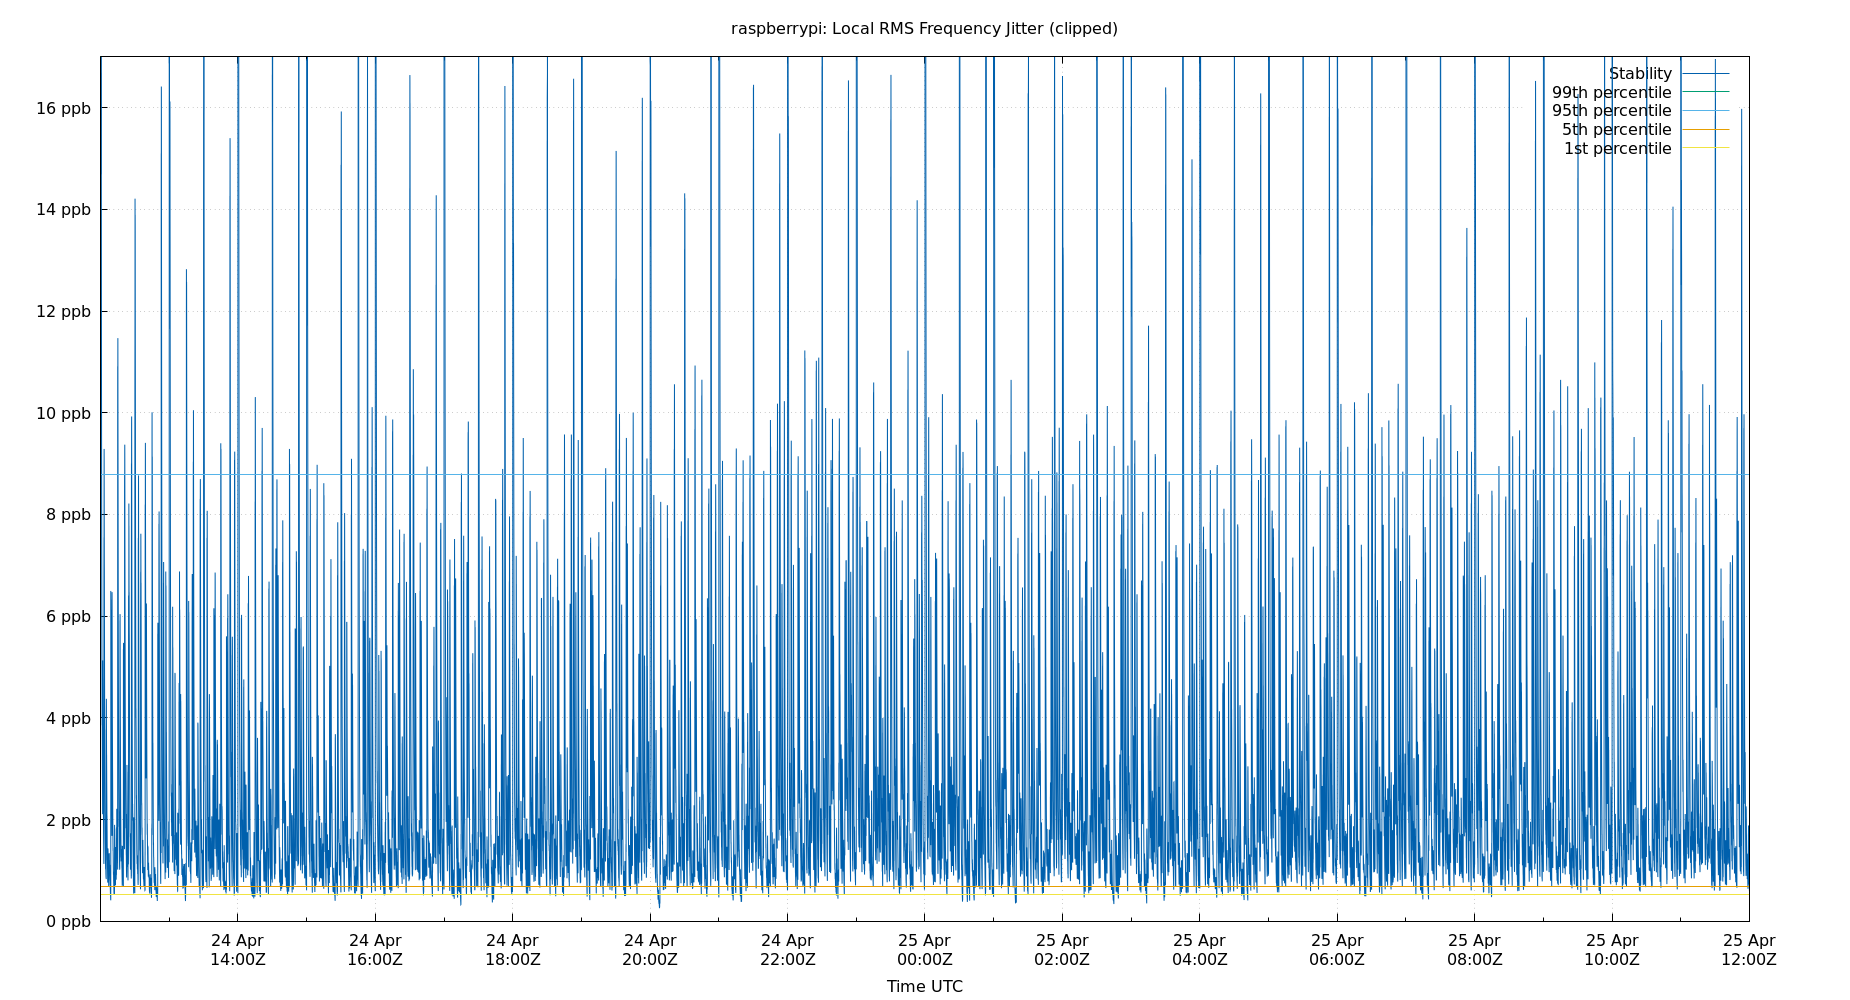 raspberrypi: Local RMS Frequency Jitter (clipped)
Stability
99th percentile
95th percentile
5th percentile
1st percentile
16 ppb
14 ppb
12 ppb
10 ppb
8 ppb
6 ppb
4 ppb
2 ppb
0 ppb
24 Apr 24 Apr 24 Apr 24 Apr 24 Apr 25 Apr 25 Apr 25 Apr 25 Apr 25 Apr 25 Apr 25 Apr
14:00Z 16:00Z 18:00Z 20:00Z 22:00Z 00:00Z 02:00Z 04:00Z 06:00Z 08:00Z 10:00Z 12:00Z
Time UTC